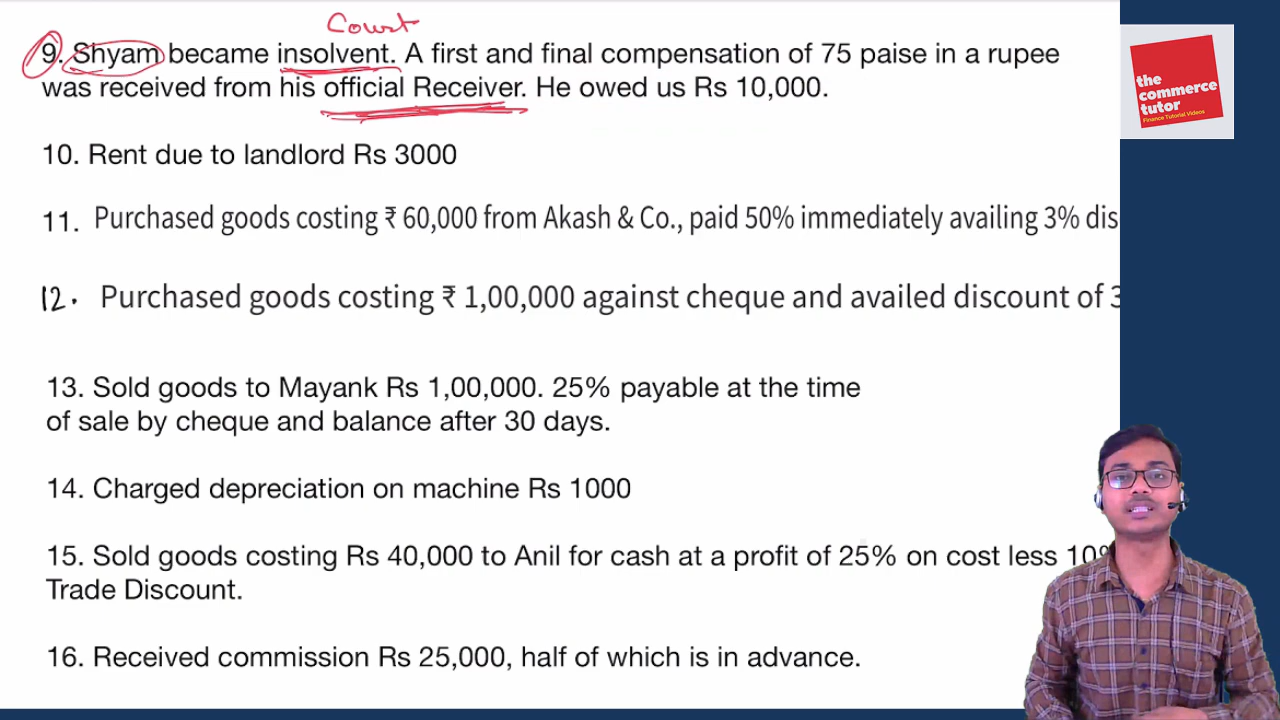 Court
9. Shyam became insolvent. A first and final compensation of 75 paise in a rupee
was received from his official Receiver. He owed us Rs 10,000.
the
commerce
tutor
Finance Tutorial Videos
10. Rent due to landlord Rs 3000
11. Purchased goods costing ₹ 60,000 from Akash & Co., paid 50% immediately availing 3% dis
12. Purchased goods costing ₹ 1,00,000 against cheque and availed discount of 3
13. Sold goods to Mayank Rs 1,00,000. 25% payable at the time
of sale by cheque and balance after 30 days.
14. Charged depreciation on machine Rs 1000
15. Sold goods costing Rs 40,000 to Anil for cash at a profit of 25% on cost less 10%
Trade Discount.
16. Received commission Rs 25,000, half of which is in advance.